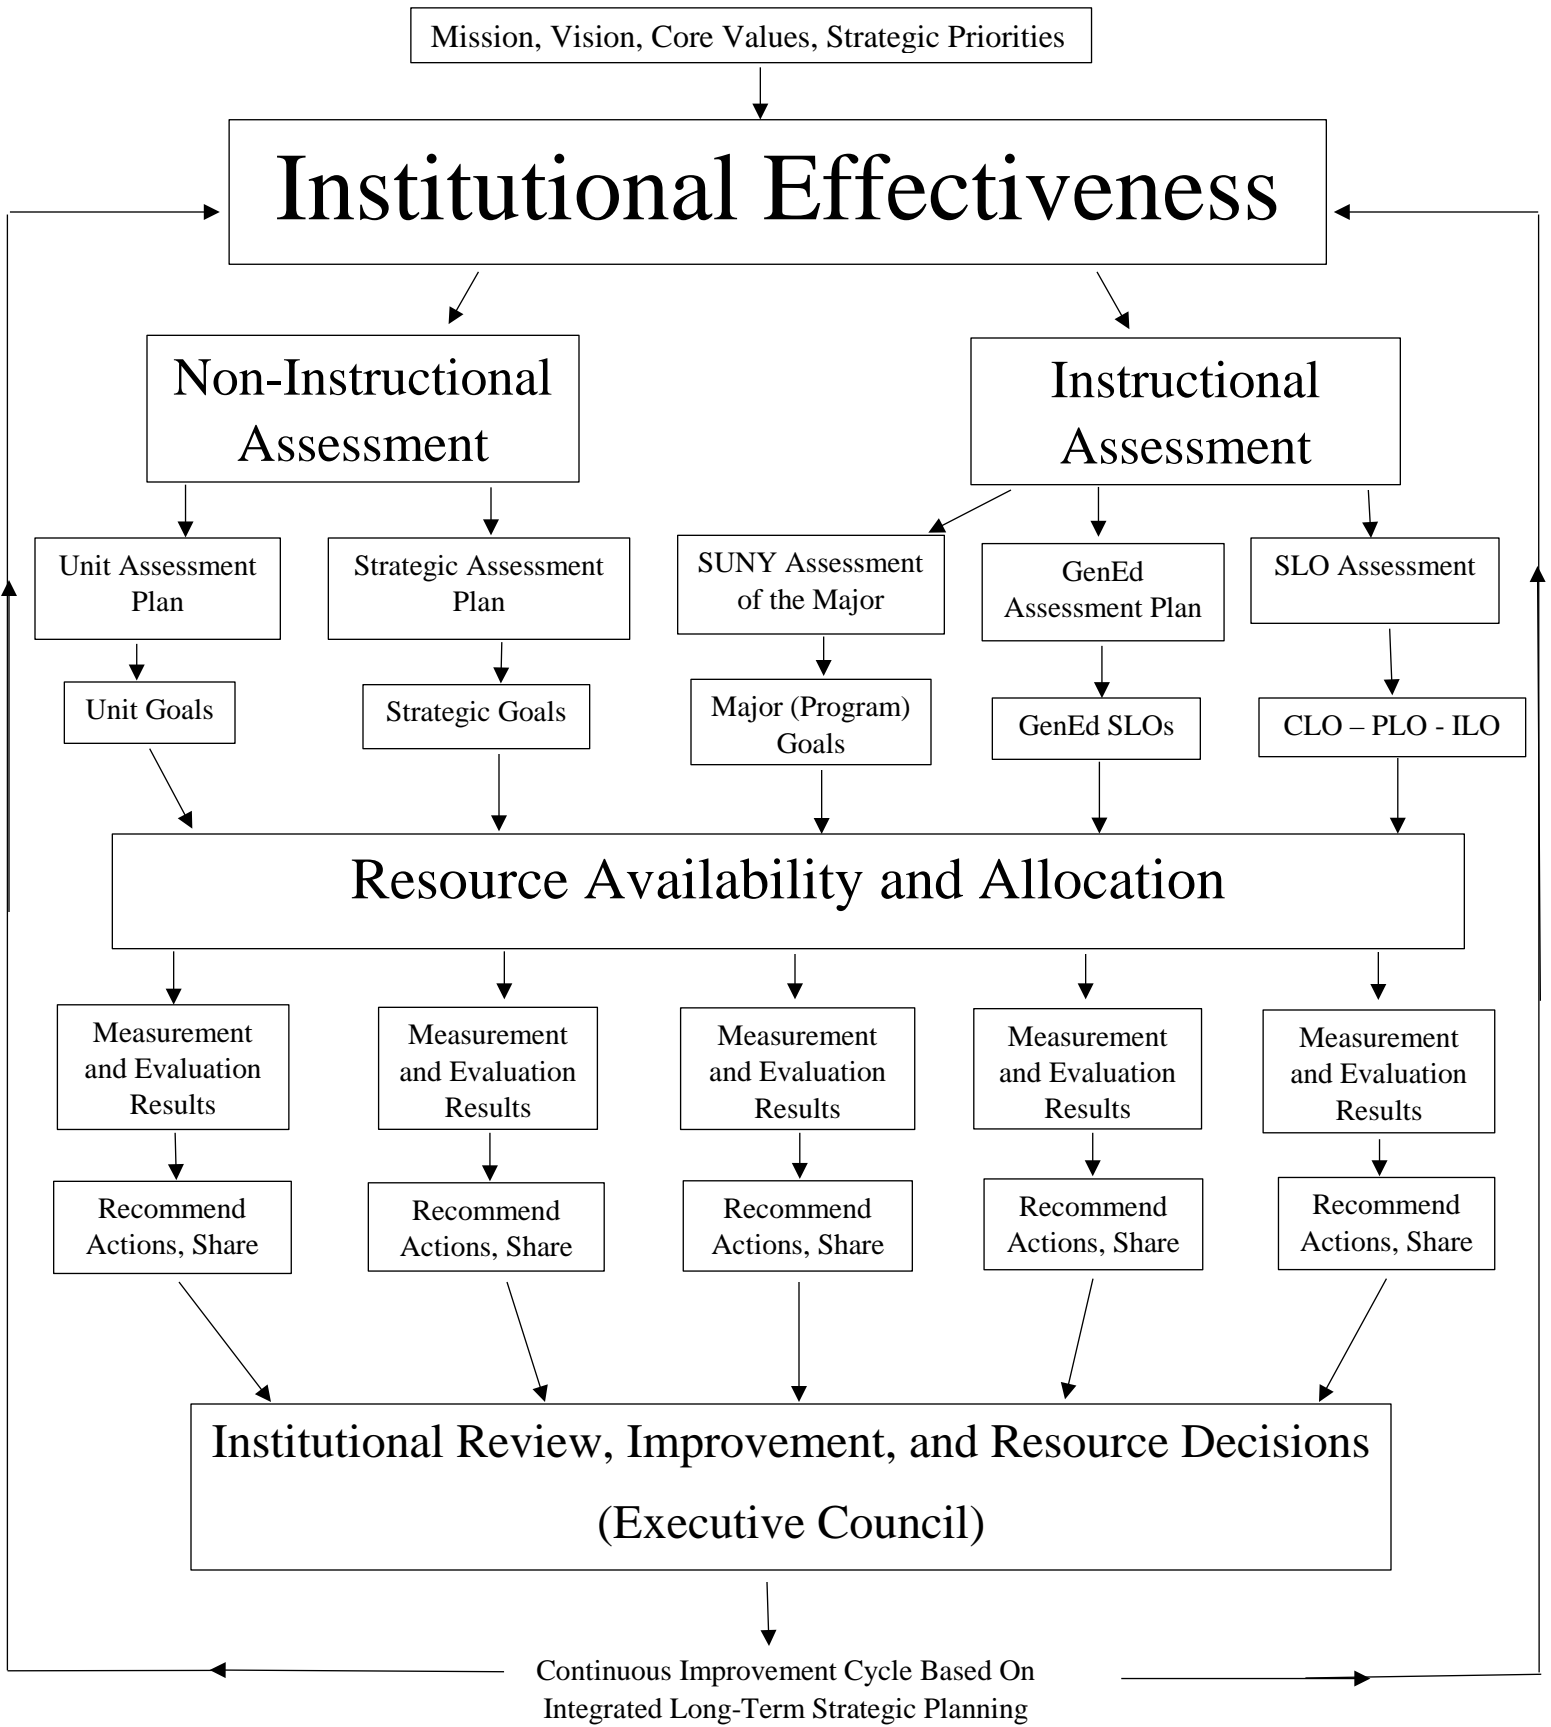 Mission, Vision, Core Values, Strategic Priorities
Institutional Effectiveness
Non-Instructional
Assessment
Instructional
Assessment
Unit Assessment
Plan
Strategic Assessment
Plan
SUNY Assessment
of the Major
GenEd
Assessment Plan
SLO Assessment
Unit Goals
Strategic Goals
Major (Program)
Goals
GenEd SLOs
CLO – PLO - ILO
Resource Availability and Allocation
Measurement
and Evaluation
Results
Measurement
and Evaluation
Results
Measurement
and Evaluation
Results
Measurement
and Evaluation
Results
Measurement
and Evaluation
Results
Recommend
Actions, Share
Recommend
Actions, Share
Recommend
Actions, Share
Recommend
Actions, Share
Recommend
Actions, Share
Institutional Review, Improvement, and Resource Decisions
(Executive Council)
Continuous Improvement Cycle Based On
Integrated Long-Term Strategic Planning